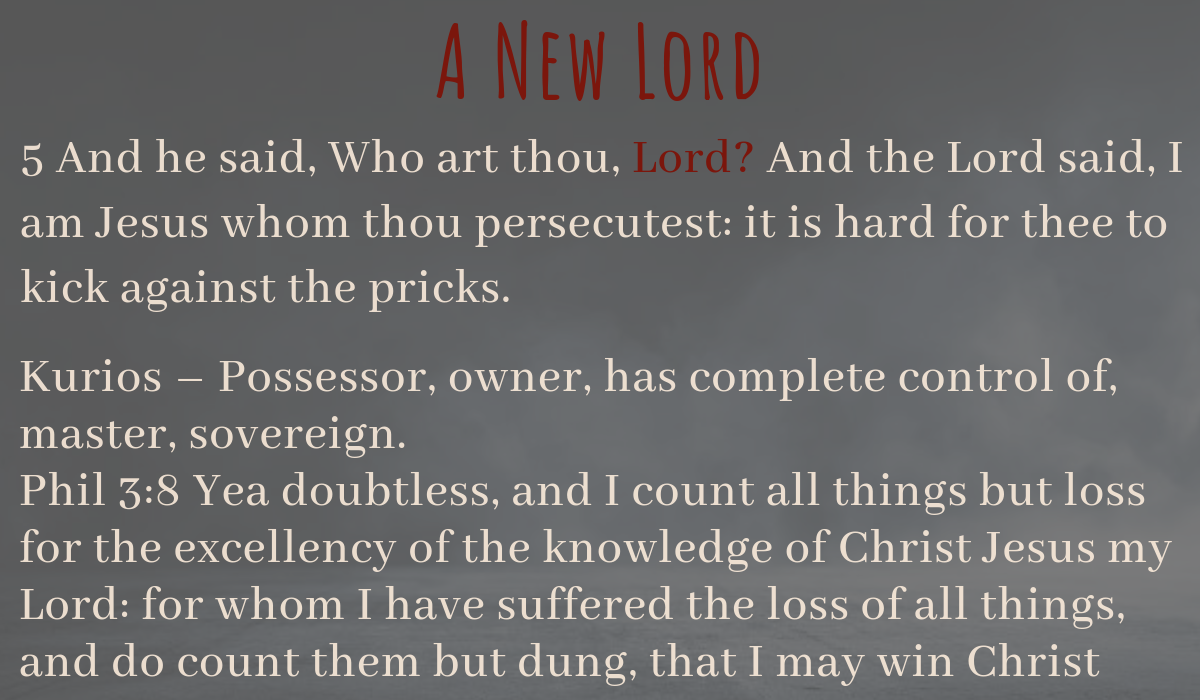 A New Lord
5 And he said, Who art thou, Lord? And the Lord said, I
am Jesus whom thou persecutest: it is hard for thee to
kick against the pricks.
Kurios – Possessor, owner, has complete control of,
master, sovereign.
Phil 3:8 Yea doubtless, and I count all things but loss
for the excellency of the knowledge of Christ Jesus my
Lord: for whom I have suffered the loss of all things,
and do count them but dung, that I may win Christ